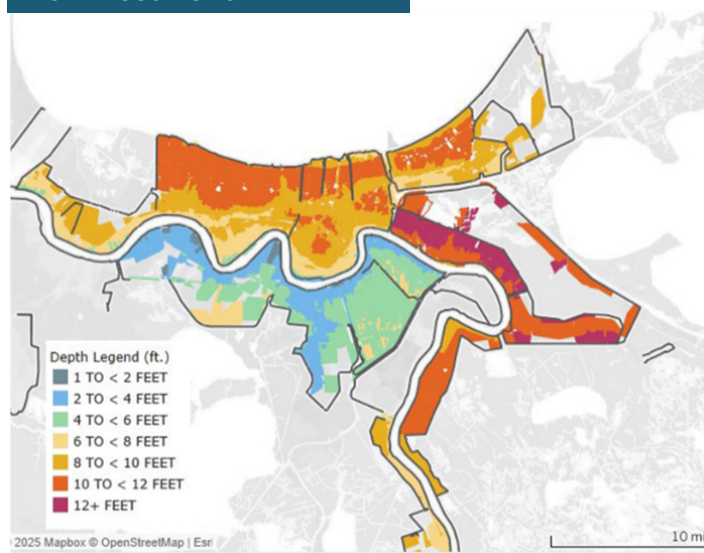 Depth Legend (ft.)
1 TO < 2 FEET
2 TO < 4 FEET
4 TO < 6 FEET
6 TO < 8 FEET
8 TO < 10 FEET
10 TO < 12 FEET
12+ FEET
2025 Mapbox © OpenStreetMap | Esri
10 mi